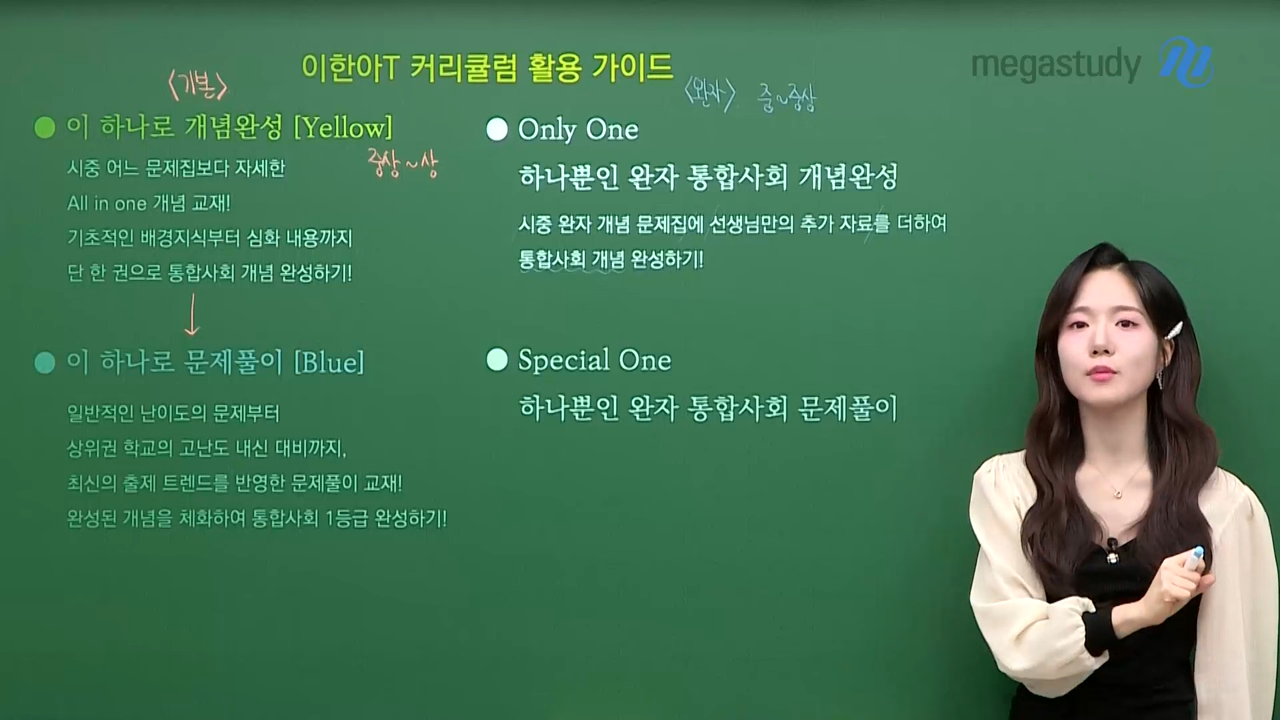 이한아T 커리큘럼 활용 가이드
megastudy
<기본>
이 하나로 개념완성 [Yellow]
중상~상
시중 어느 문제집보다 자세한
All in one 개념 교재!
기초적인 배경지식부터 심화 내용까지
단 한 권으로 통합사회 개념 완성하기!
이 하나로 문제풀이 [Blue]
일반적인 난이도의 문제부터
상위권 학교의 고난도 내신 대비까지,
최신의 출제 트렌드를 반영한 문제풀이 교재!
완성된 개념을 체화하여 통합사회 1등급 완성하기!
<완자> 중~중상
Only One
하나뿐인 완자 통합사회 개념완성
시중 완자 개념 문제집에 선생님만의 추가 자료를 더하여
통합사회 개념 완성하기!
Special One
하나뿐인 완자 통합사회 문제풀이